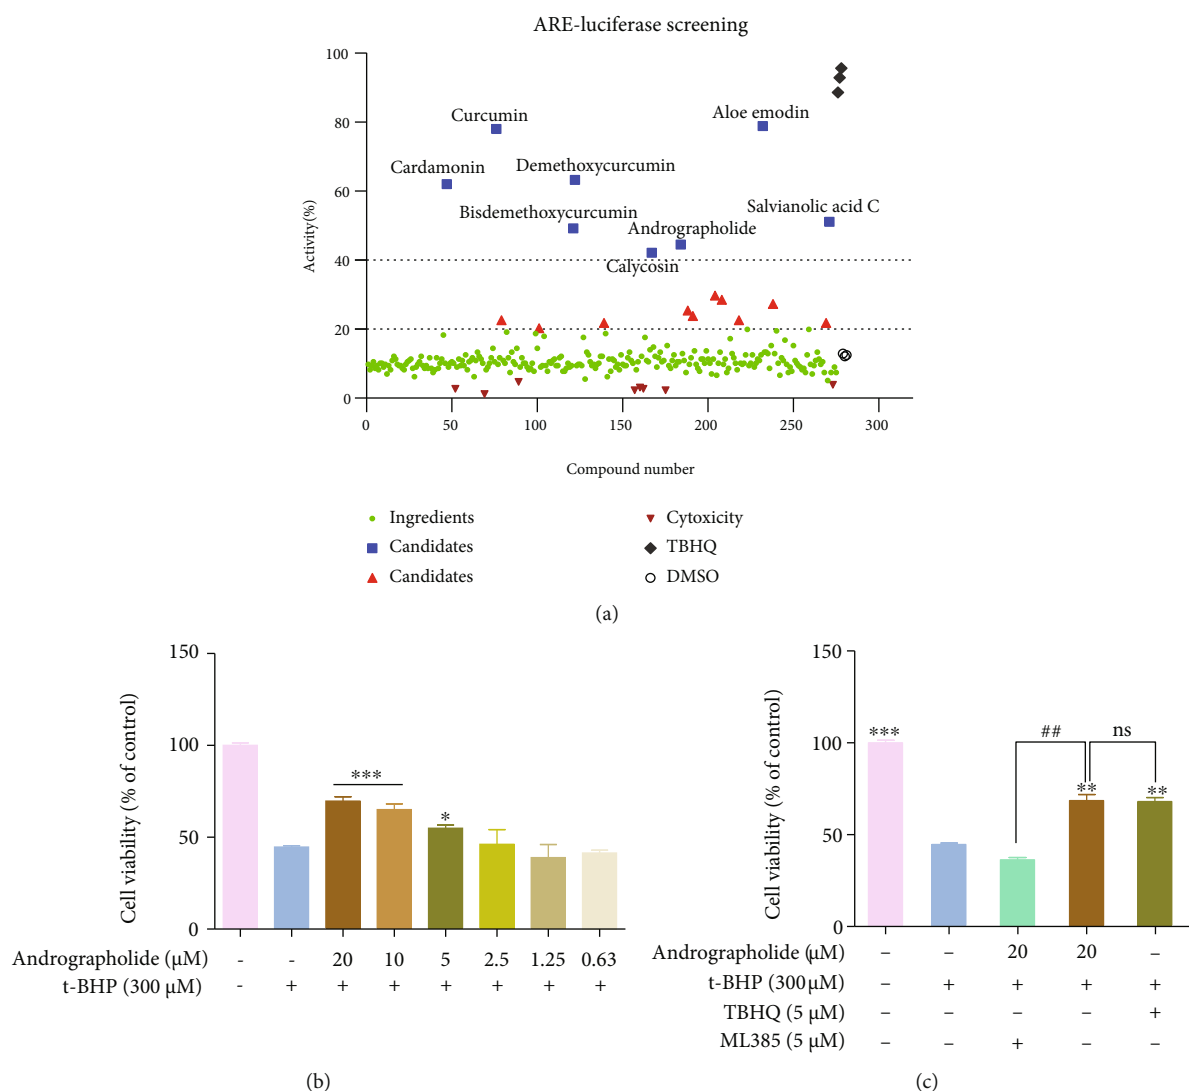 ARE-luciferase screening
100
80
60
40
20
0
Activity(%)
Curcumin
Aloe emodin
Cardamonin
Demethoxycurcumin
Bisdemethoxycurcumin
Salvianolic acid C
Andrographolide
Calycosin
0 50 100 150 200 250 300
Compound number
Ingredients
Candidates
Candidates
Cytoxicity
TBHQ
DMSO
(a)
150
100
50
0
Cell viability (% of control)
***
*
Andrographolide (μM) - - 20 10 5 2.5 1.25 0.63
t-BHP (300 μM) - + + + + + + +
(b)
150
100
50
0
Cell viability (% of control)
***
## ns
** **
Andrographolide (μM) – – 20 20 –
t-BHP (300 μM) – + + + +
TBHQ (5 μM) – – – – +
ML385 (5 μM) – – + – –
(c)